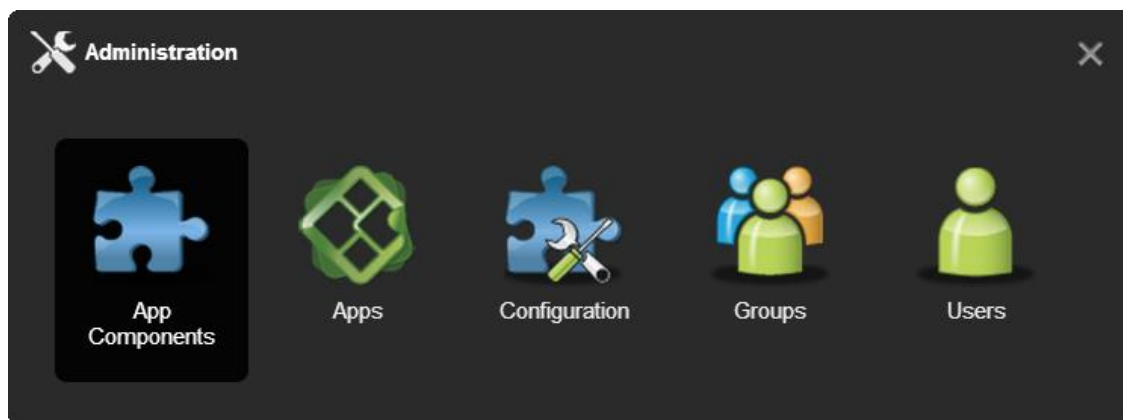 Administration
App
Components
Apps
Configuration
Groups
Users